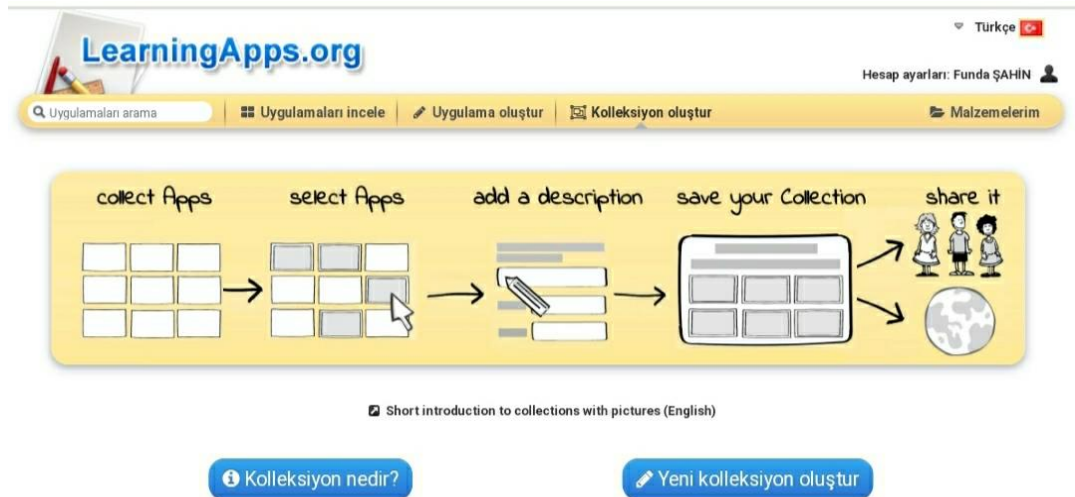 Türkçe
LearningApps.org
Hesap ayarları: Funda ŞAHİN
Uygulamaları arama
Uygulamaları incele
Uygulama oluştur
Kolleksiyon oluştur
Malzemelerim
collect Apps
select Apps
add a description
save your Collection
share it
Short introduction to collections with pictures (English)
Kolleksiyon nedir?
Yeni kolleksiyon oluştur